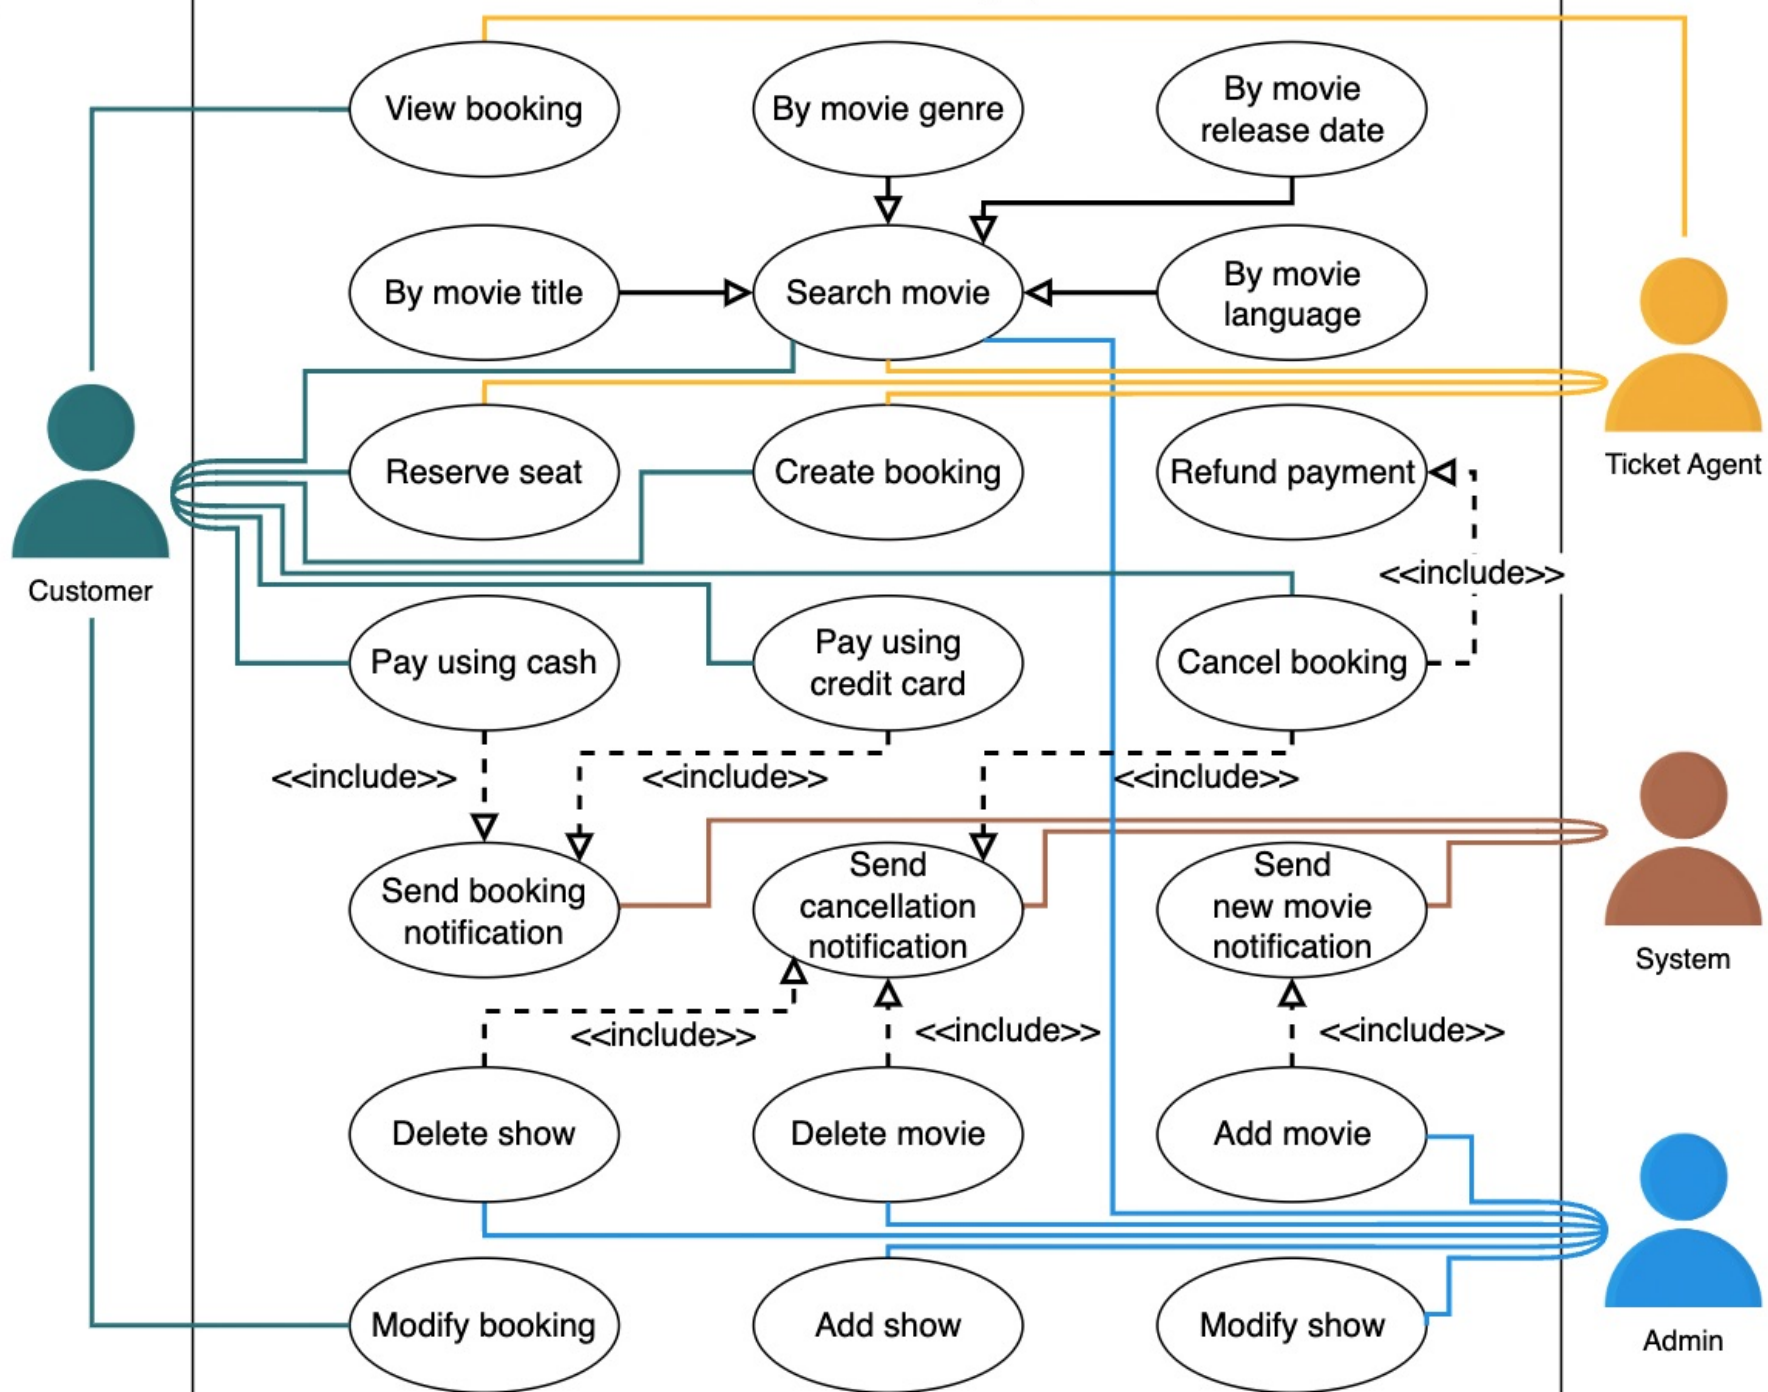 View booking
By movie genre
By movie
release date
By movie title
Search movie
By movie
language
Reserve seat
Create booking
Refund payment
Ticket Agent
<<include>>
Customer
Pay using cash
Pay using
credit card
Cancel booking
<<include>>
<<include>>
<<include>>
Send booking
notification
Send
cancellation
notification
Send
new movie
notification
System
<<include>>
<<include>>
<<include>>
Delete show
Delete movie
Add movie
Modify booking
Add show
Modify show
Admin